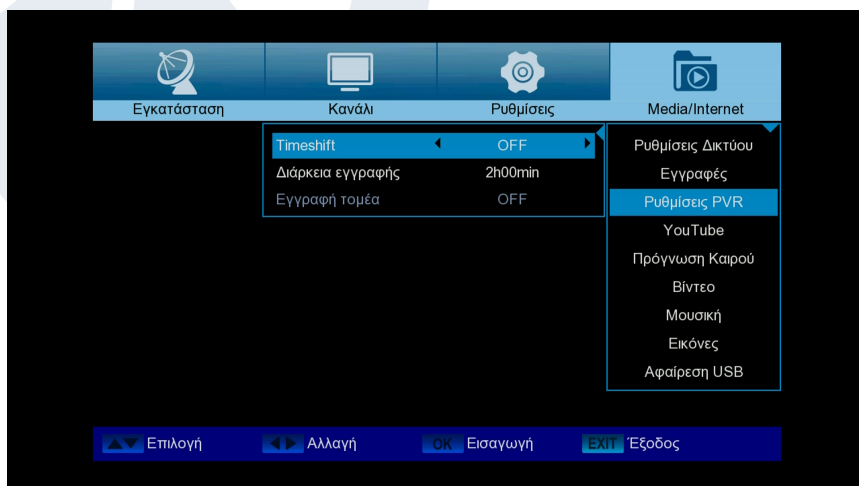 Εγκατάσταση Κανάλι Ρυθμίσεις Media/Internet
Timeshift OFF
Διάρκεια εγγραφής 2h00min
Εγγραφή τομέα OFF
Ρυθμίσεις Δικτύου
Εγγραφές
Ρυθμίσεις PVR
YouTube
Πρόγνωση Καιρού
Βίντεο
Μουσική
Εικόνες
Αφαίρεση USB
Επιλογή Αλλαγή OK Εισαγωγή EXIT Έξοδος